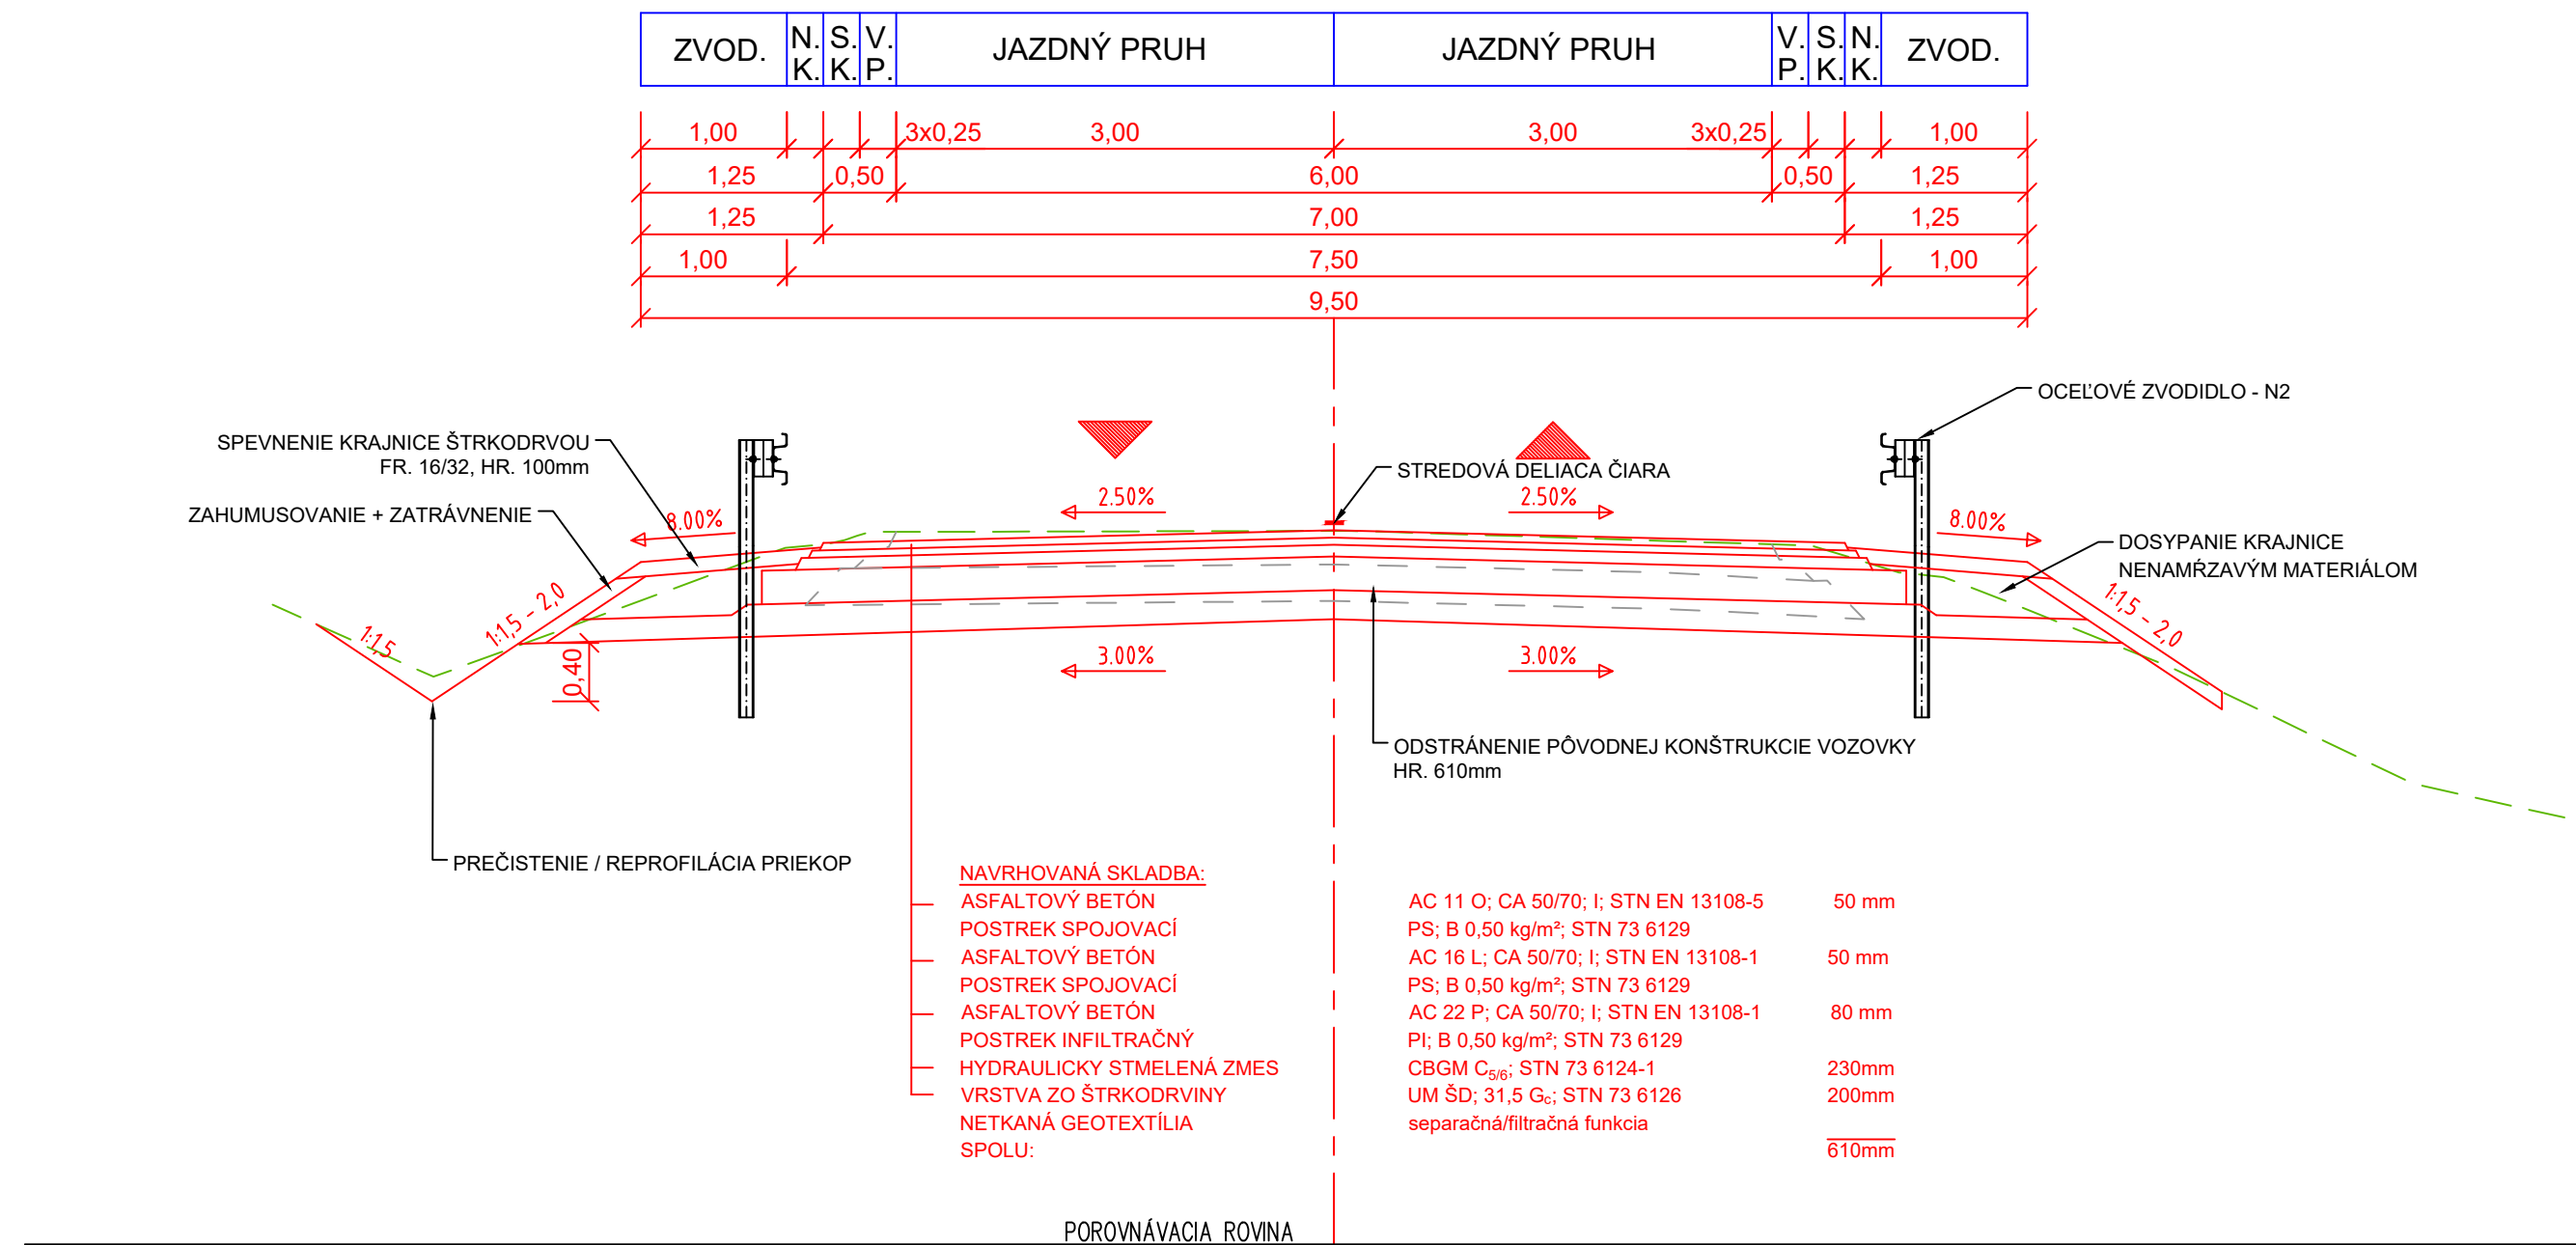 ZVOD. N. K. S. K. V. P. JAZDNÝ PRUH JAZDNÝ PRUH V. P. S. K. N. K. ZVOD.
1,00 3x0,25 3,00 3,00 3x0,25 1,00
1,25 0,50 6,00 0,50 1,25
1,25 7,00 1,25
1,00 7,50 1,00
9,50
OCEĽOVÉ ZVODIDLO - N2
SPEVNENIE KRAJNICE ŠTRKODRVOU
FR. 16/32, HR. 100mm
STREDOVÁ DELIACA ČIARA
2.50% 2.50%
ZAHUMUSOVANIE + ZATRÁVNENIE
8.00% 8.00%
DOSYPANIE KRAJNICE
NENAMŔZAVÝM MATERIÁLOM
1:1,5 1:1,5 - 2,0 1:1,5 - 2,0
0,40
3.00% 3.00%
ODSTRÁNENIE PÔVODNEJ KONŠTRUKCIE VOZOVKY
HR. 610mm
PREČISTENIE / REPROFILÁCIA PRIEKOP
NAVRHOVANÁ SKLADBA:
ASFALTOVÝ BETÓN AC 11 O; CA 50/70; I; STN EN 13108-5 50 mm
POSTREK SPOJOVACÍ PS; B 0,50 kg/m²; STN 73 6129
ASFALTOVÝ BETÓN AC 16 L; CA 50/70; I; STN EN 13108-1 50 mm
POSTREK SPOJOVACÍ PS; B 0,50 kg/m²; STN 73 6129
ASFALTOVÝ BETÓN AC 22 P; CA 50/70; I; STN EN 13108-1 80 mm
POSTREK INFILTRAČNÝ PI; B 0,50 kg/m²; STN 73 6129
HYDRAULICKY STMELENÁ ZMES CBGM C5/6; STN 73 6124-1 230mm
VRSTVA ZO ŠTRKODRVINY UM ŠD; 31,5 Gc; STN 73 6126 200mm
NETKANÁ GEOTEXTÍLIA separačná/filtračná funkcia
SPOLU: 610mm
POROVNÁVACIA ROVINA